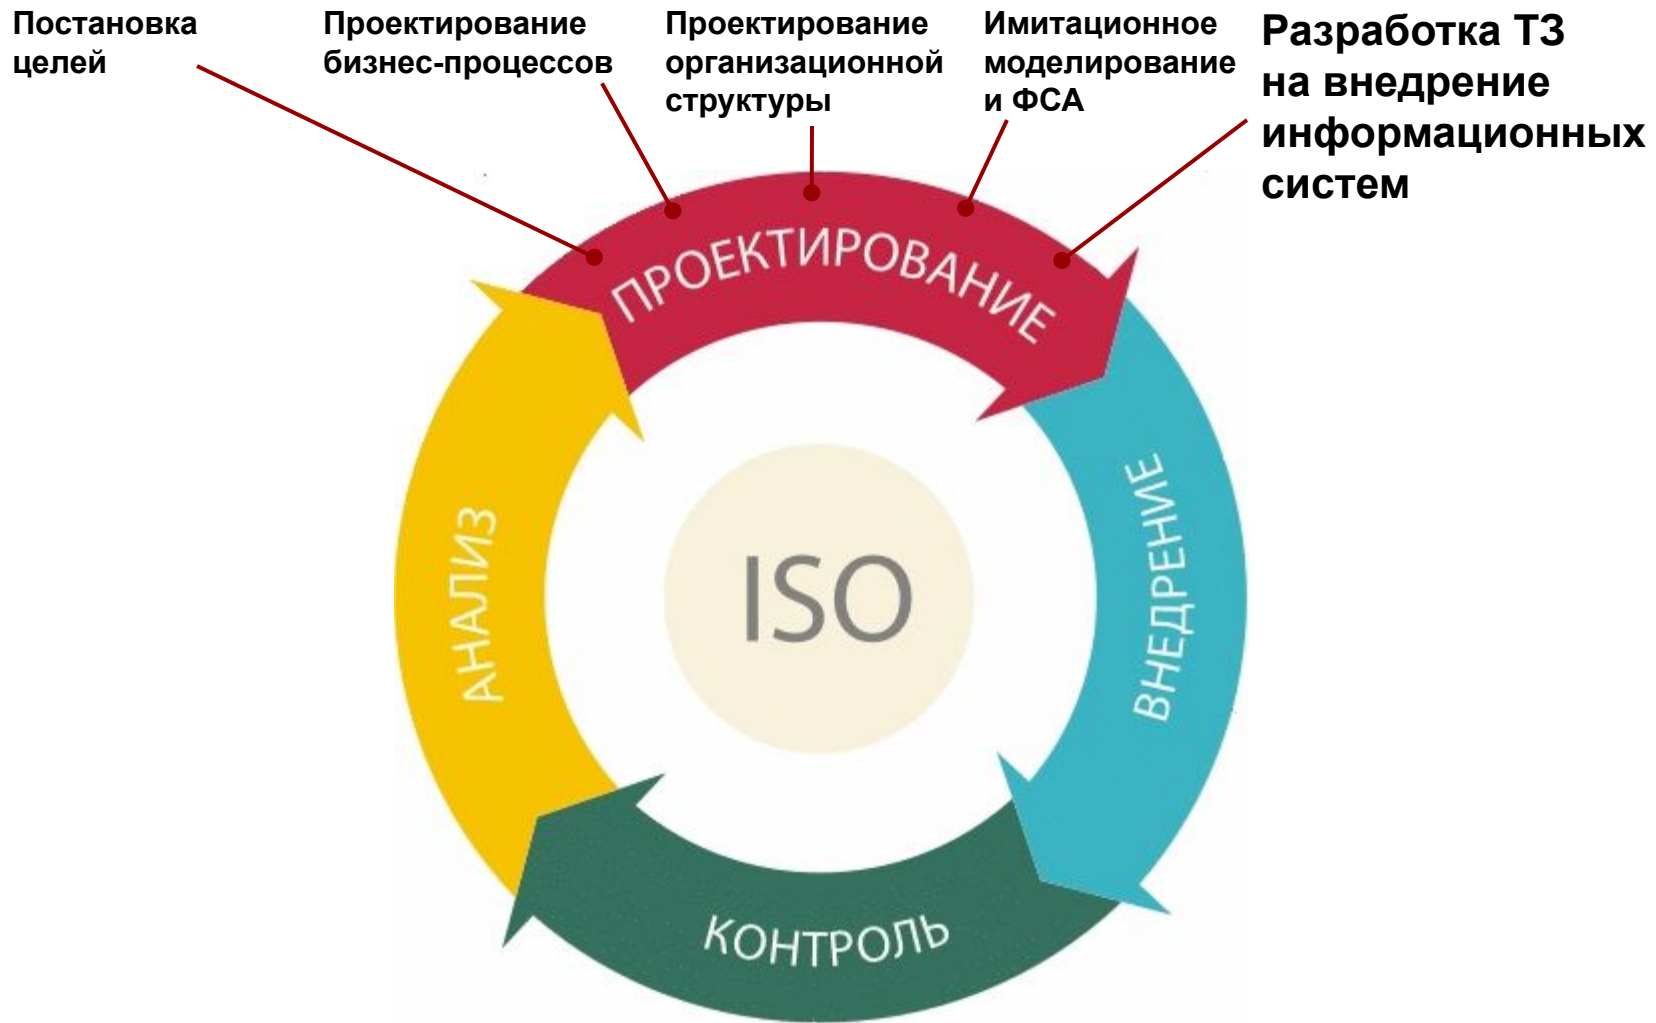 Постановка
целей
Проектирование
бизнес-процессов
Проектирование
организационной
структуры
Имитационное
моделирование
и ФСА
Разработка ТЗ
на внедрение
информационных
систем
ПРОЕКТИРОВАНИЕ
ВНЕДРЕНИЕ
КОНТРОЛЬ
АНАЛИЗ
ISO